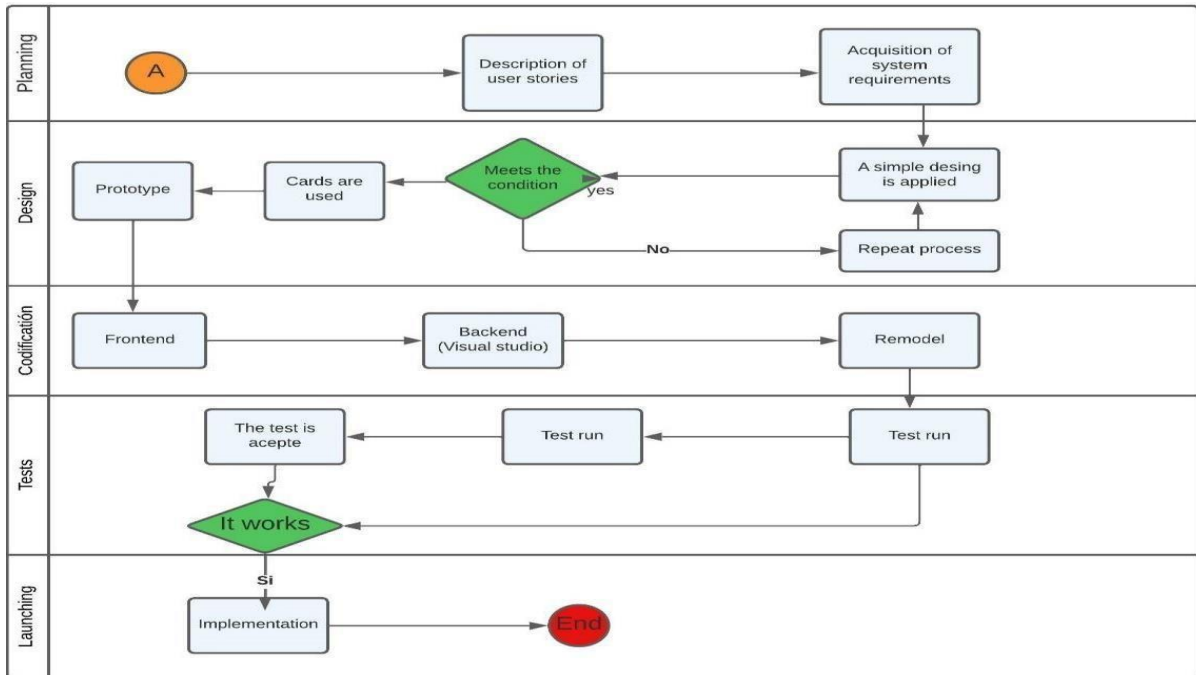 Planning
A
Description of
user stories
Acquisition of
system
requirements
Design
Prototype
Cards are
used
Meets the
condition
yes
A simple desing
is applied
No
Repeat process
Codificación
Frontend
Backend
(Visual studio)
Remodel
Tests
The test is
acepte
Test run
Test run
It works
Launching
Si
Implementation
End